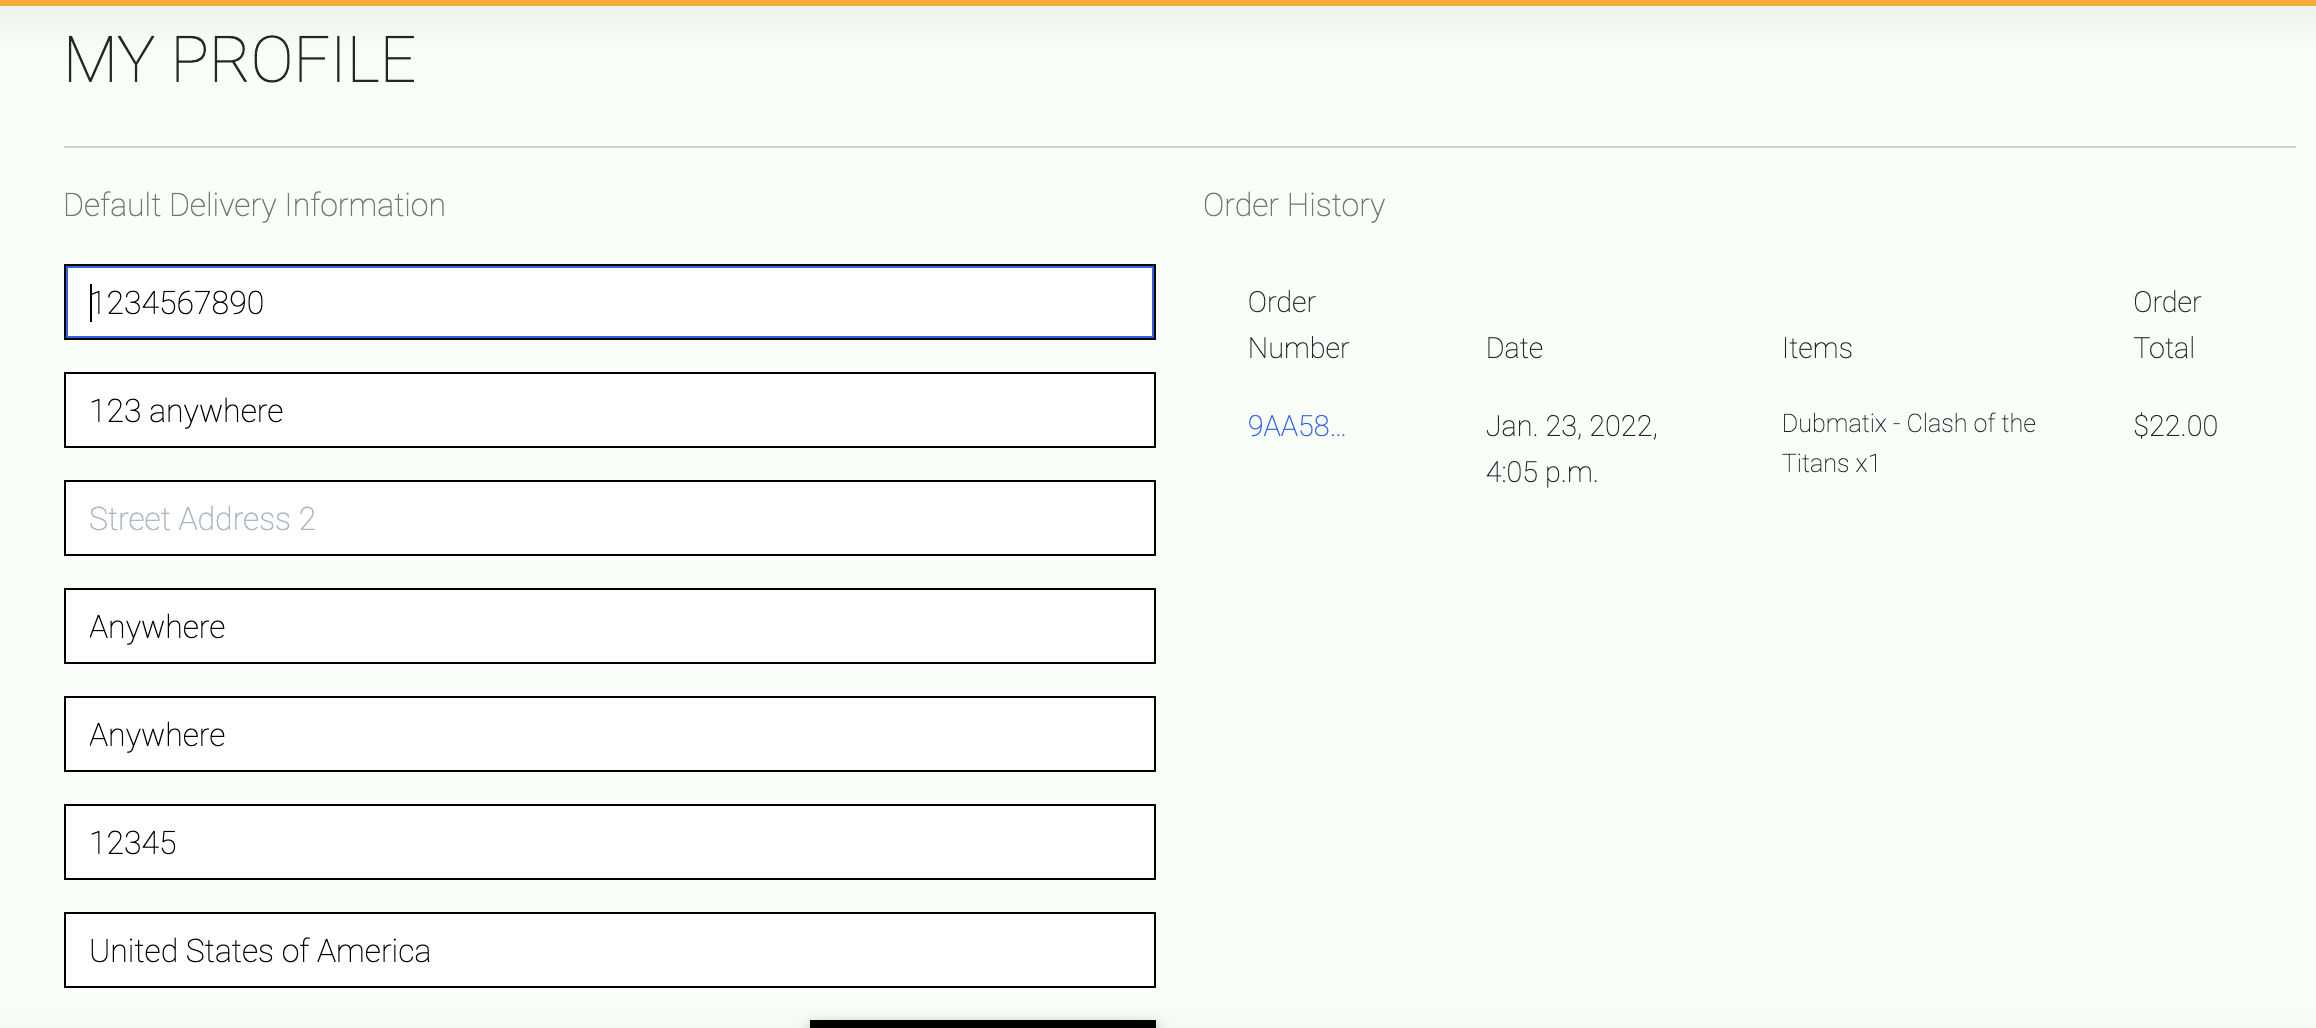 MY PROFILE
Default Delivery Information
1234567890
123 anywhere
Street Address 2
Anywhere
Anywhere
12345
United States of America
Order History
Order
Number
Date
Items
Order
Total
9AA58...
Jan. 23, 2022,
4:05 p.m.
Dubmatix - Clash of the
Titans x1
$22.00